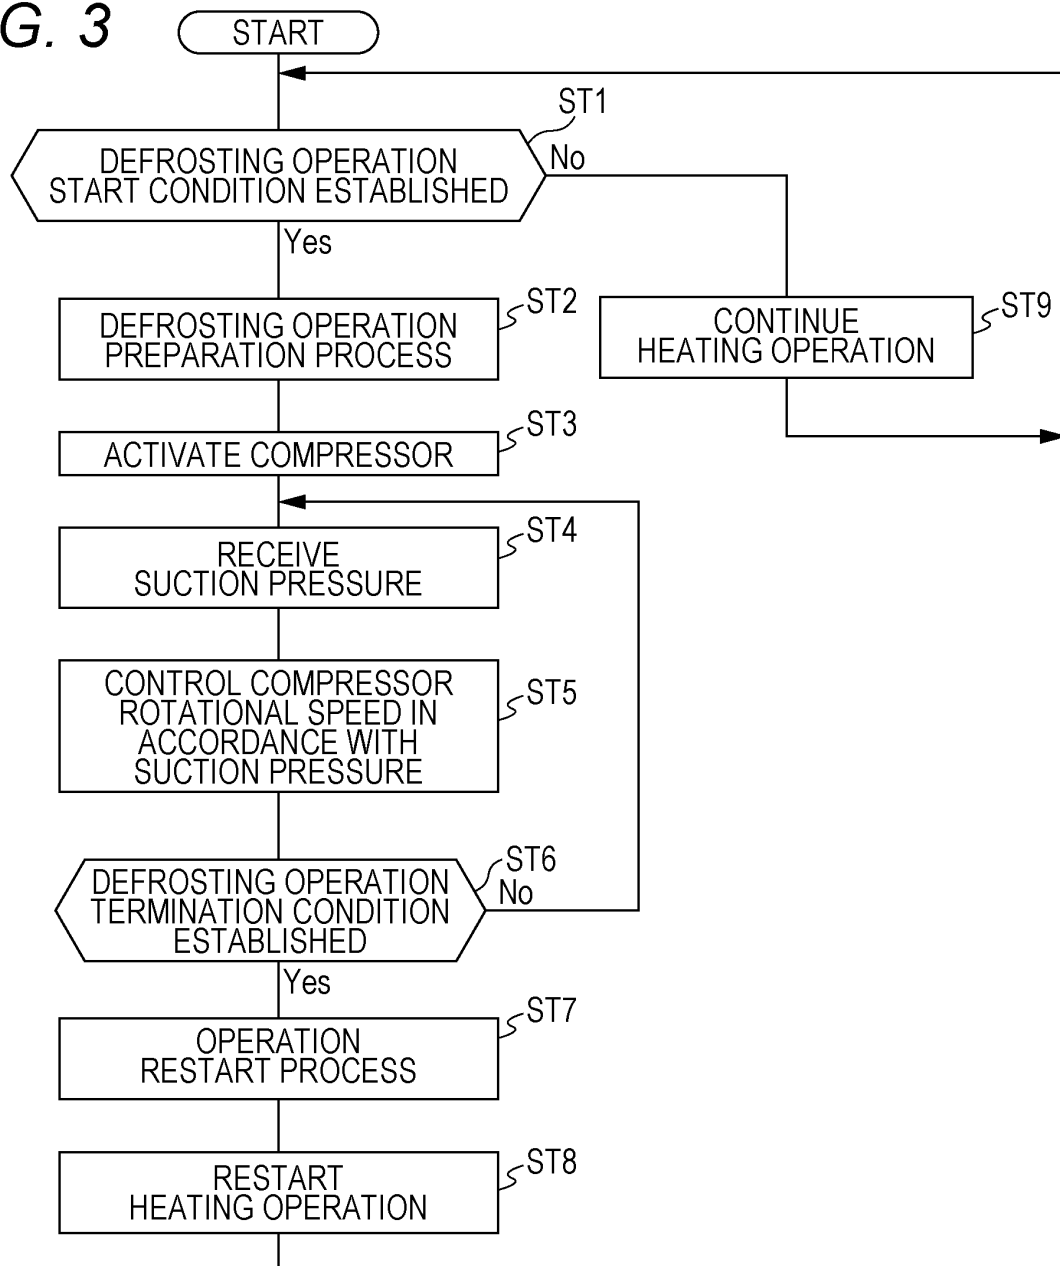 G. 3
START
ST1
DEFROSTING OPERATION
START CONDITION ESTABLISHED
No
Yes
ST2
DEFROSTING OPERATION
PREPARATION PROCESS
ST9
CONTINUE
HEATING OPERATION
ST3
ACTIVATE COMPRESSOR
ST4
RECEIVE
SUCTION PRESSURE
ST5
CONTROL COMPRESSOR
ROTATIONAL SPEED IN
ACCORDANCE WITH
SUCTION PRESSURE
ST6
DEFROSTING OPERATION
TERMINATION CONDITION
ESTABLISHED
No
Yes
ST7
OPERATION
RESTART PROCESS
ST8
RESTART
HEATING OPERATION